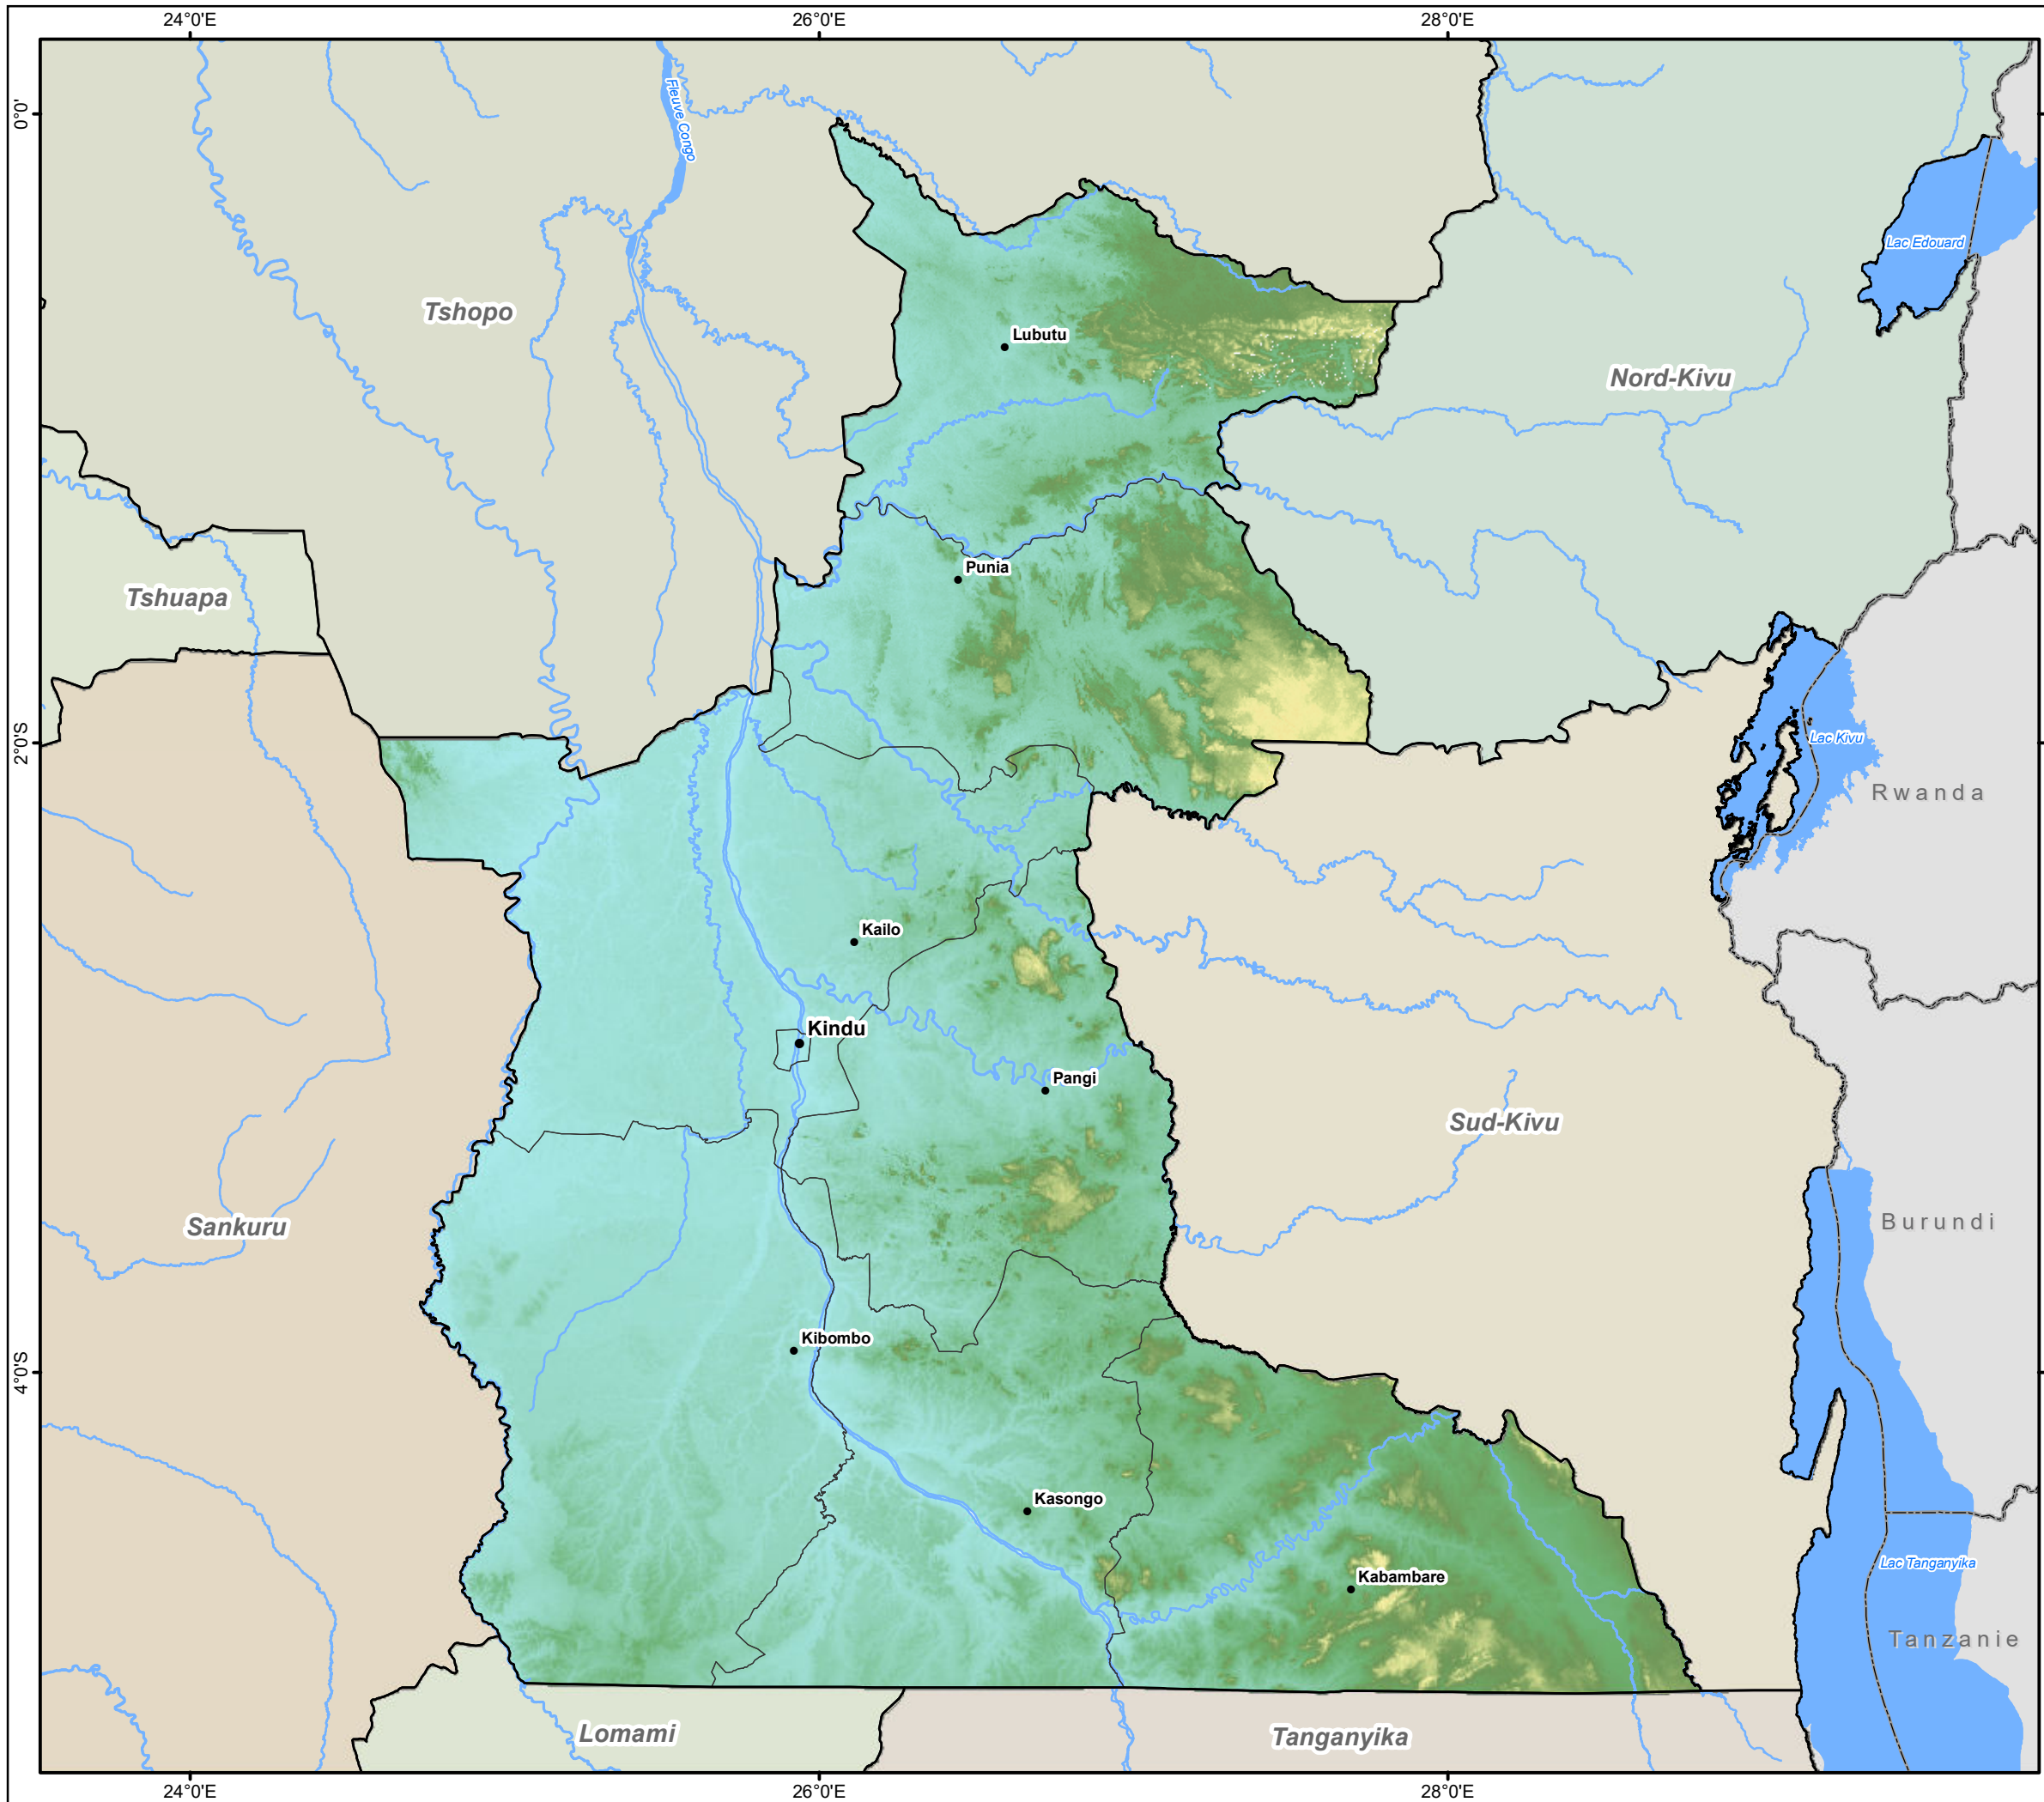 24°0'E
26°0'E
28°0'E
0°0'
Fleuve Congo
Lac Edouard
Tshopo
Lubutu
Nord-Kivu
Punia
Tshuapa
2°0'S
Lac Kivu
Rwanda
Kailo
Kindu
Pangi
Sud-Kivu
Sankuru
Burundi
Kibombo
4°0'S
Kasongo
Lac Tanganyika
Kabambare
Tanzanie
Lomami
Tanganyika
24°0'E
26°0'E
28°0'E